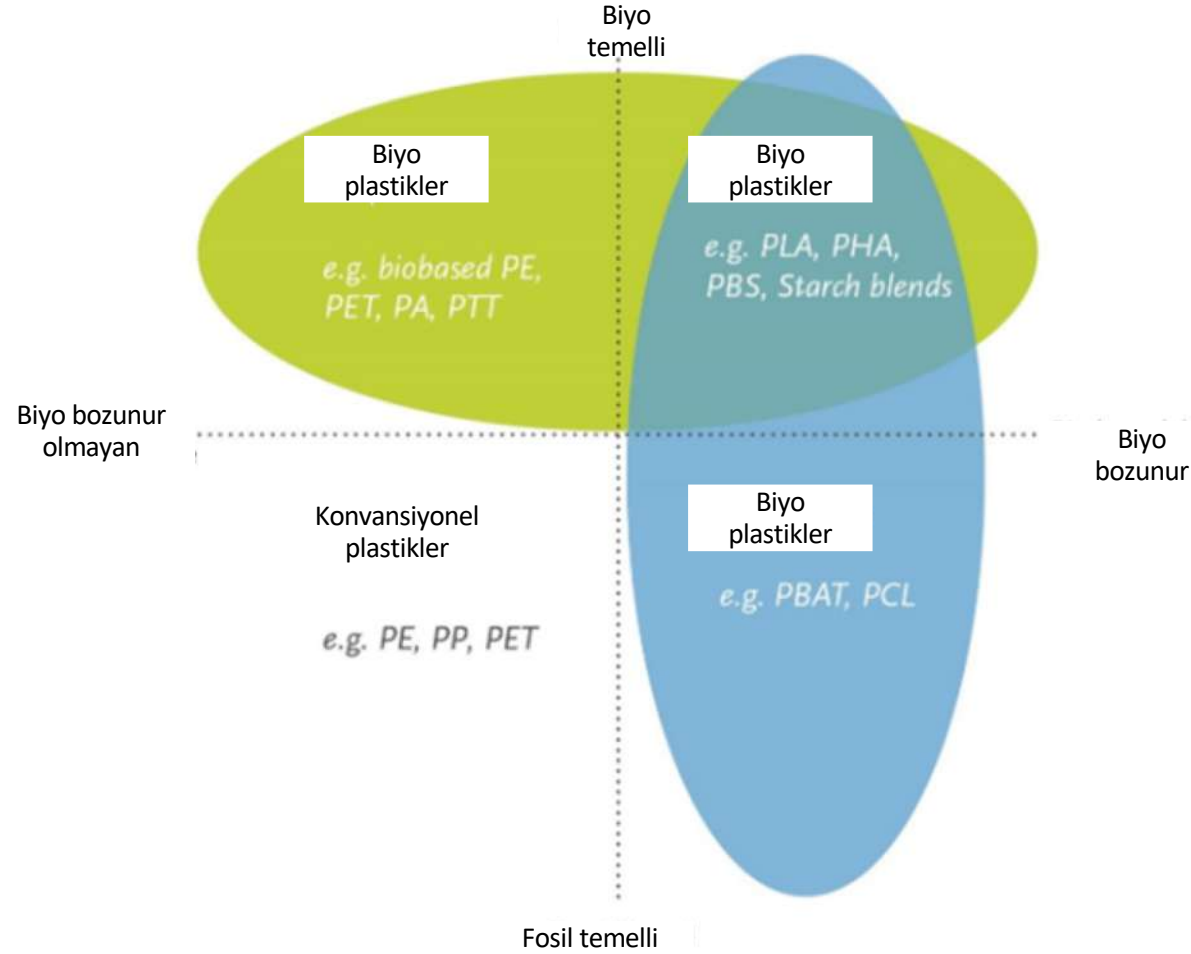 Biyo
temelli
Biyo
plastikler
Biyo
plastikler
e.g. biobased PE,
PET, PA, PTT
e.g. PLA, PHA,
PBS, Starch blends
Biyo bozunur
olmayan
Biyo
bozunur
Konvansiyonel
plastikler
Biyo
plastikler
e.g. PE, PP, PET
e.g. PBAT, PCL
Fosil temelli